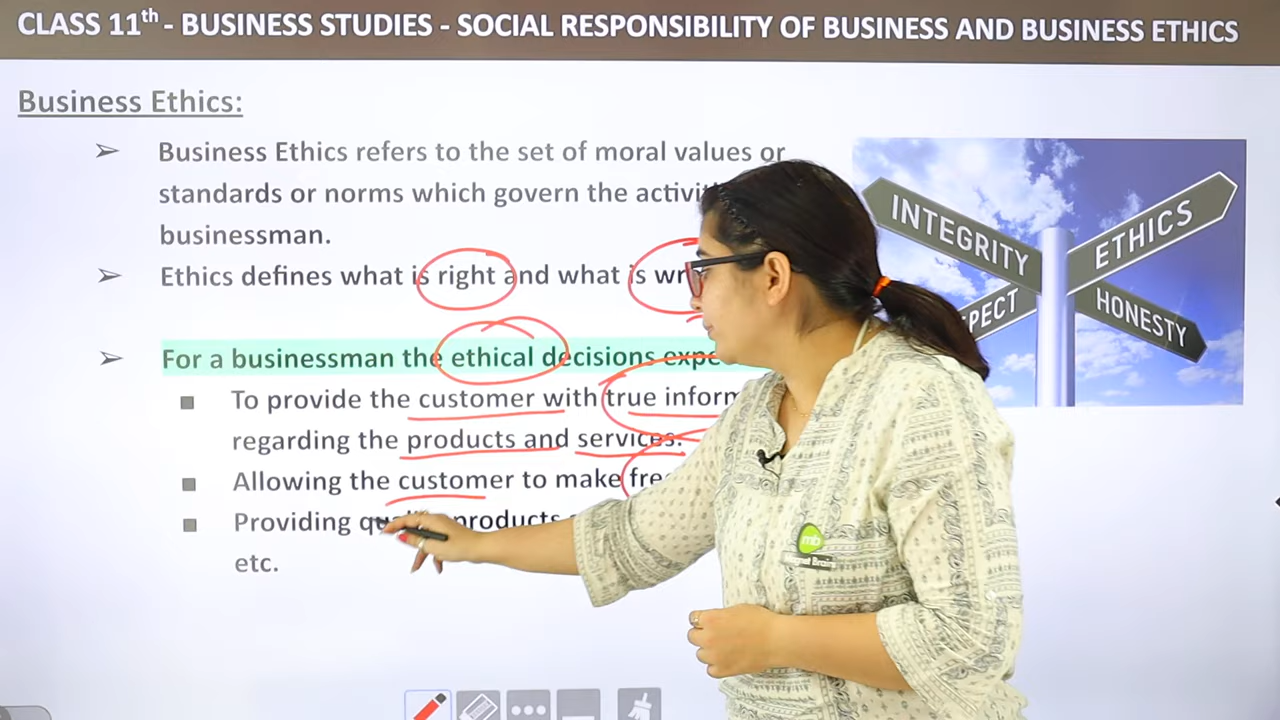 CLASS 11th - BUSINESS STUDIES - SOCIAL RESPONSIBILITY OF BUSINESS AND BUSINESS ETHICS
Business Ethics:
➢ Business Ethics refers to the set of moral values or
standards or norms which govern the
businessman.
➢ Ethics defines what is right and what is
➢ For a businessman the ethical decisions
■ To provide the customer with true
regarding the products and services.
■ Allowing the customer to make
■ Providing products
etc.
INTEGRITY
ETHICS
HONESTY
mb